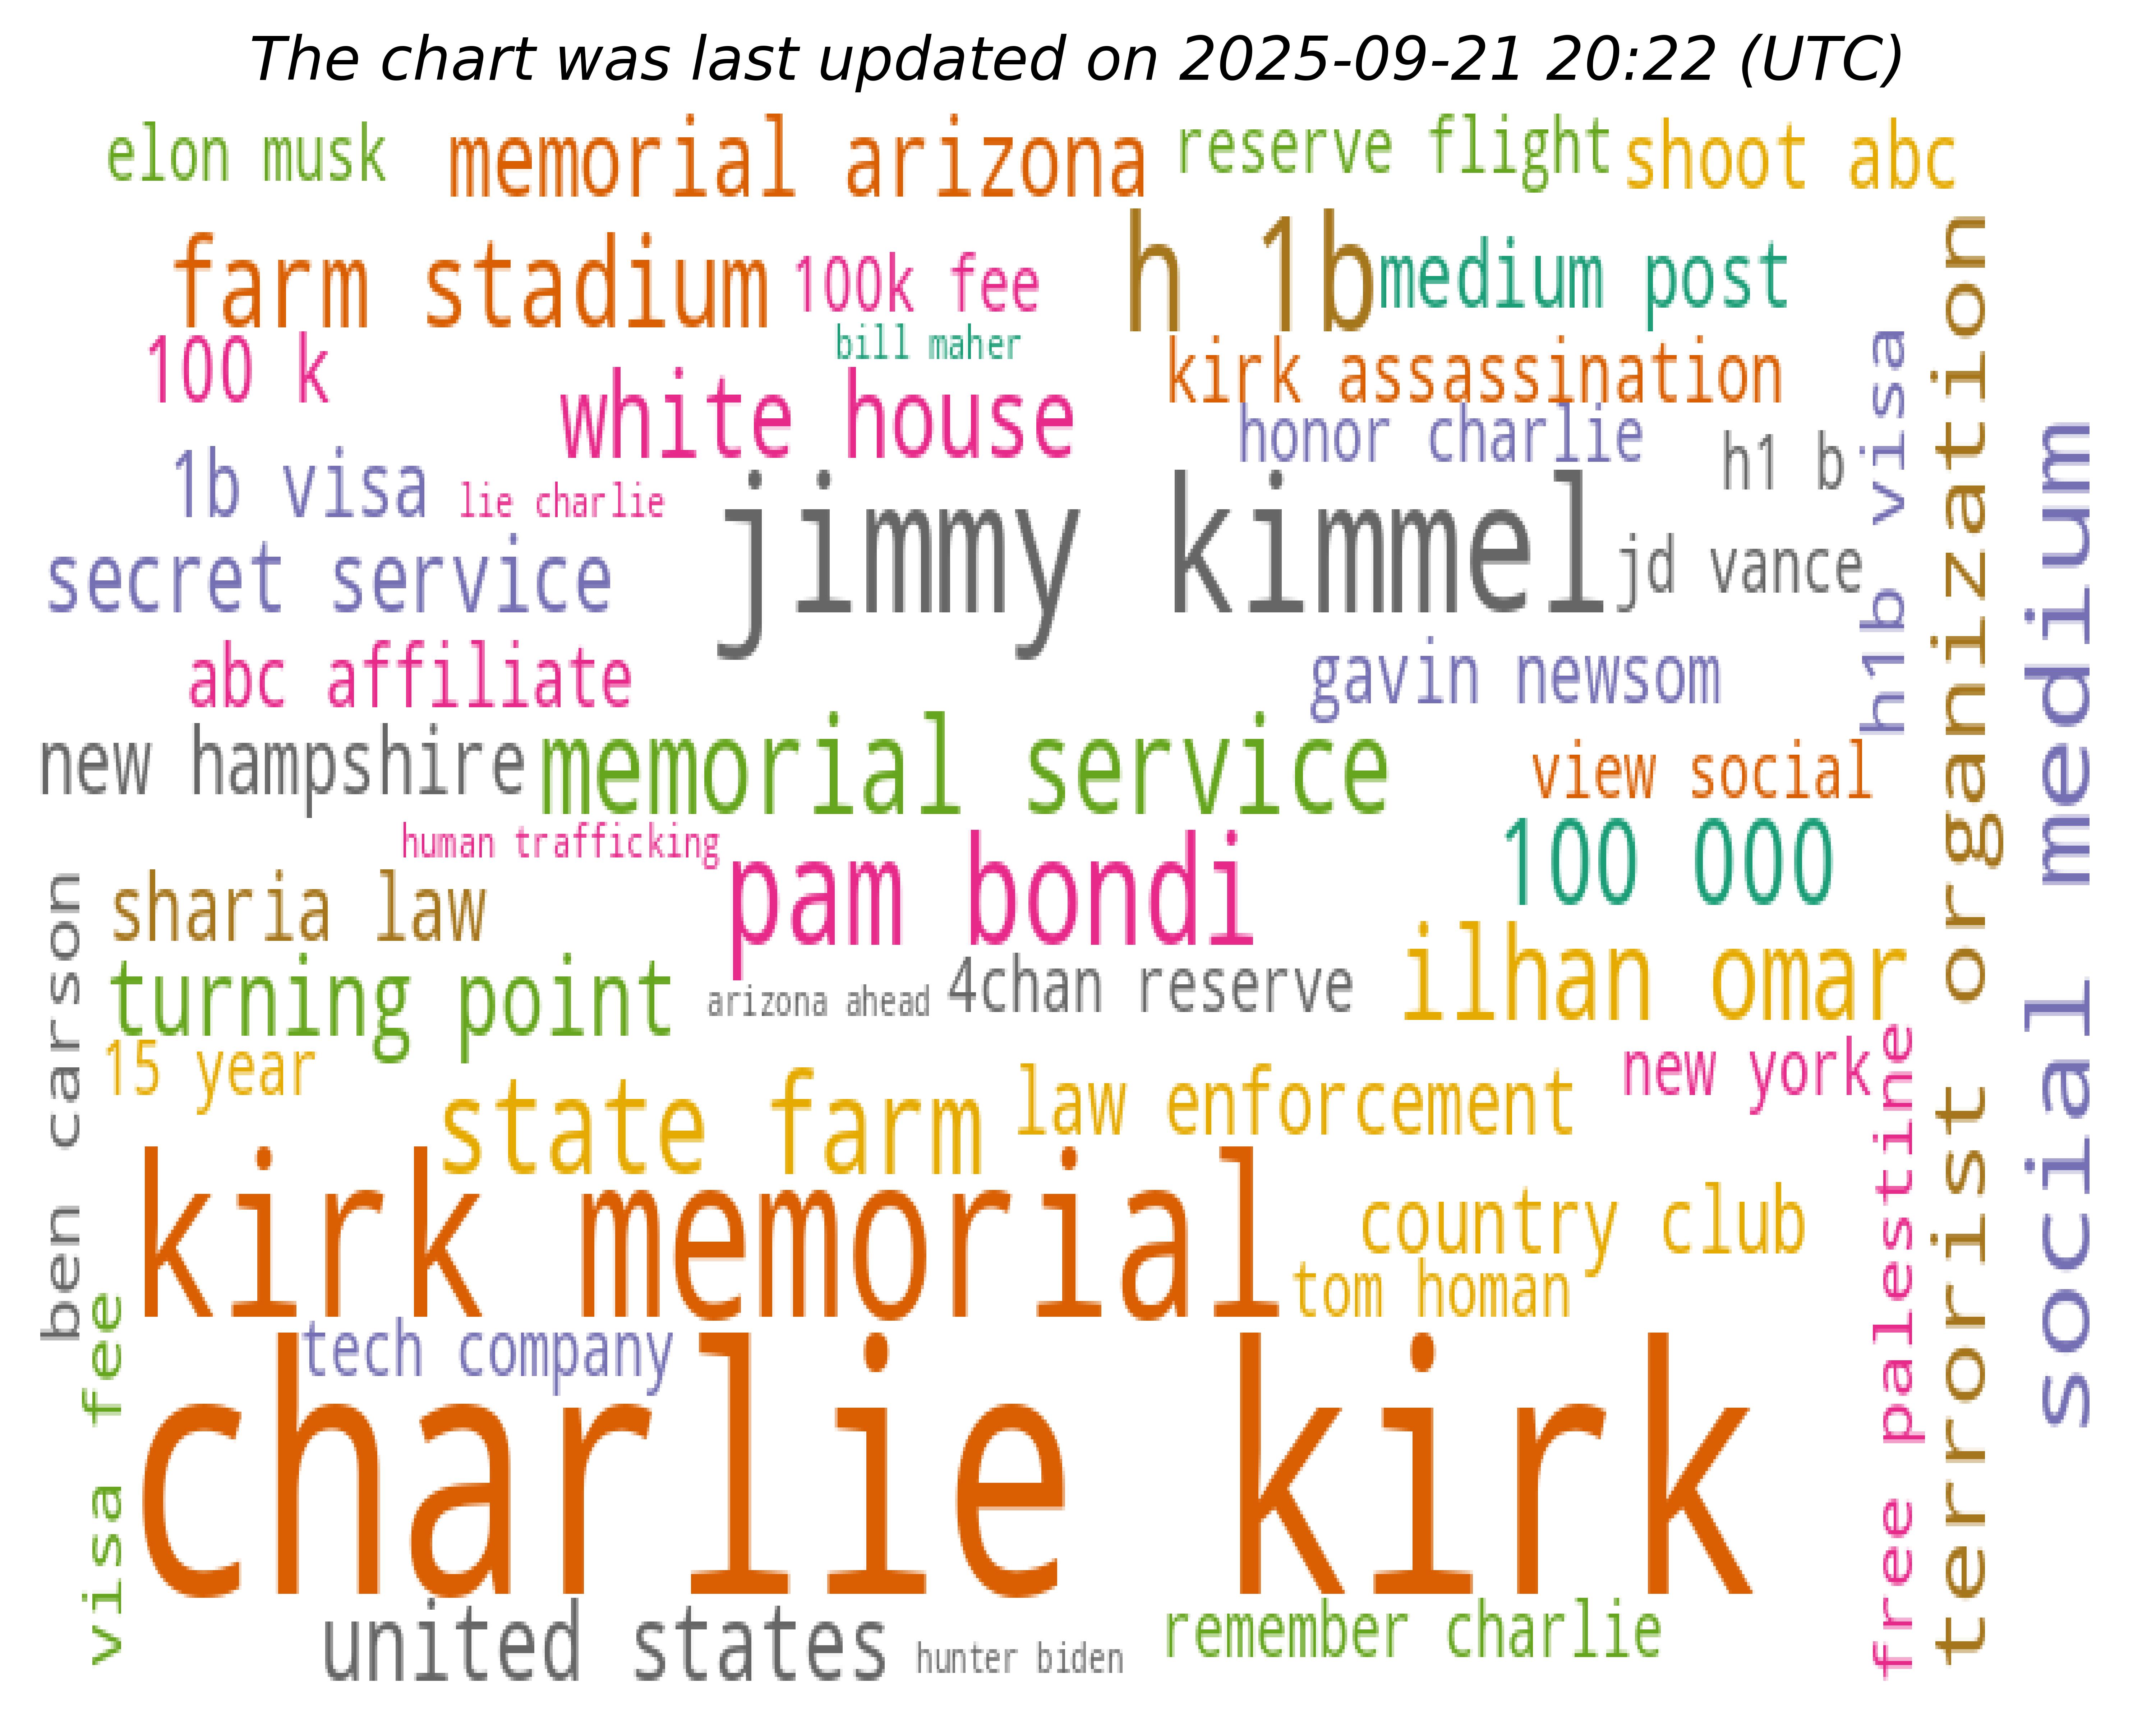 The chart was last updated on 2025-09-21 20:22 (UTC)
elon musk
memorial arizona
reserve flight
shoot abc
farm stadium
100k fee
h 1b
medium post
bill maher
100 k
white house
kirk assassination
honor charlie
h1 b
1b visa
lie charlie
jimmy kimmel
secret service
jd vance
h1b visa
terrorist organization
social medium
abc affiliate
gavin newsom
new hampshire
memorial service
view social
human trafficking
pam bondi
100 000
sharia law
ilhan omar
turning point
arizona ahead
4chan reserve
ben carson
15 year
state farm
law enforcement
new york
kirk memorial
country club
tom homan
tech company
charlie kirk
visa fee
free palestine
united states
hunter biden
remember charlie